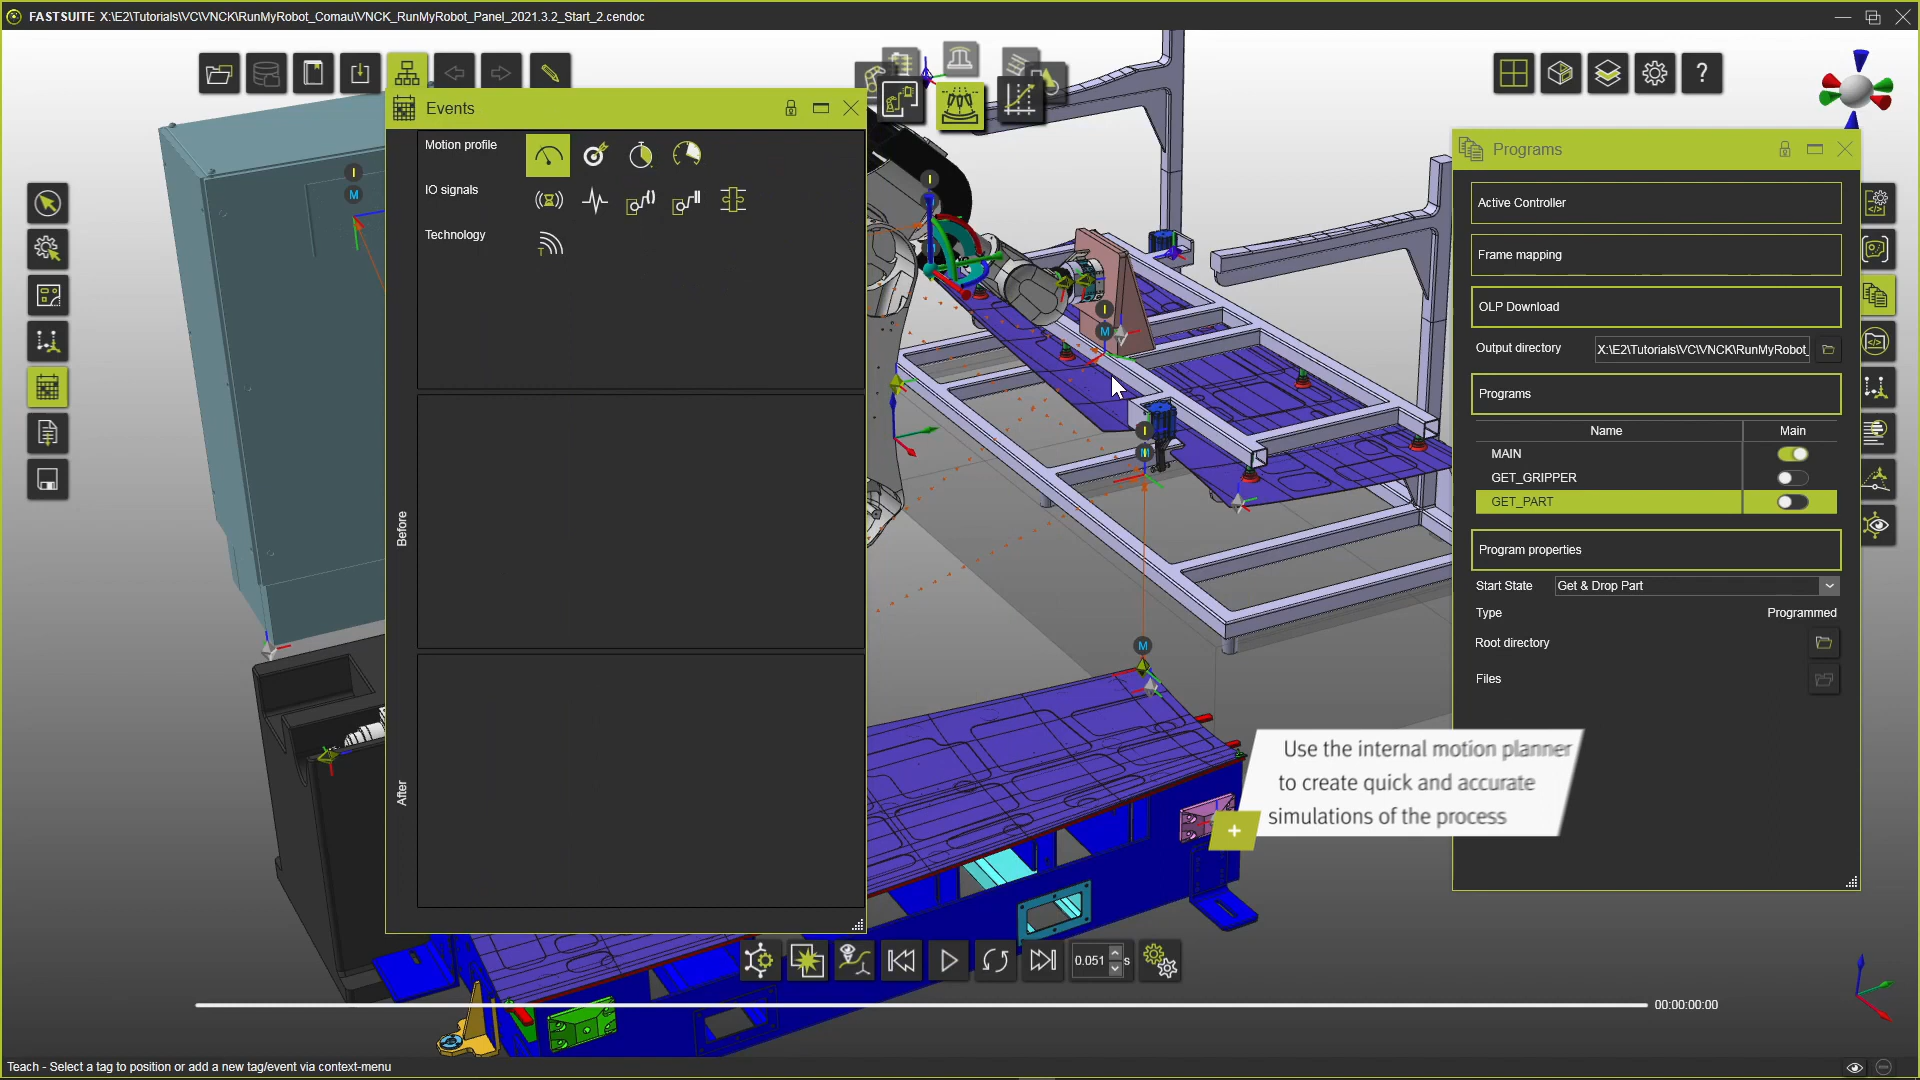 FASTSUITE X:\E2\Tutorials\VC\VNCK\RunMyRobot_Comau\VNCK_RunMyRobot_Panel_2021.3.2_Start_2.cendoc
?
Events
Motion profile
IO signals
Technology
T
Before
After
I
M
I
I
M
I
M
Programs
Active Controller
Frame mapping
OLP Download
Output directory X:\E2\Tutorials\VC\VNCK\RunMyRobot_
Programs
Name Main
MAIN
GET_GRIPPER
GET_PART
Program properties
Start State Get & Drop Part
Type Programmed
Root directory
Files
Use the internal motion planner
to create quick and accurate
simulations of the process
+
0.051 s
00:00:00:00
Teach - Select a tag to position or add a new tag/event via context-menu